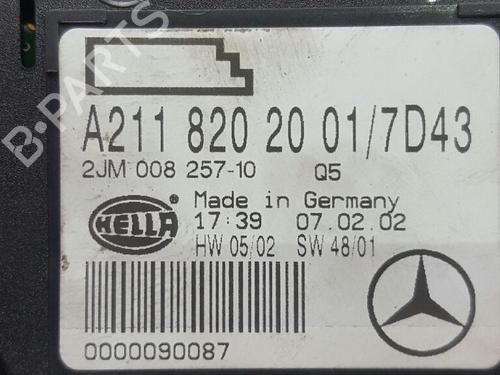 B-PARTS
A211 820 20 01/7D43
2JM 008 257-10 Q5
HELLA
Made in Germany
17:39 07.02.02
HW 05/02 SW 48/01
0000090087